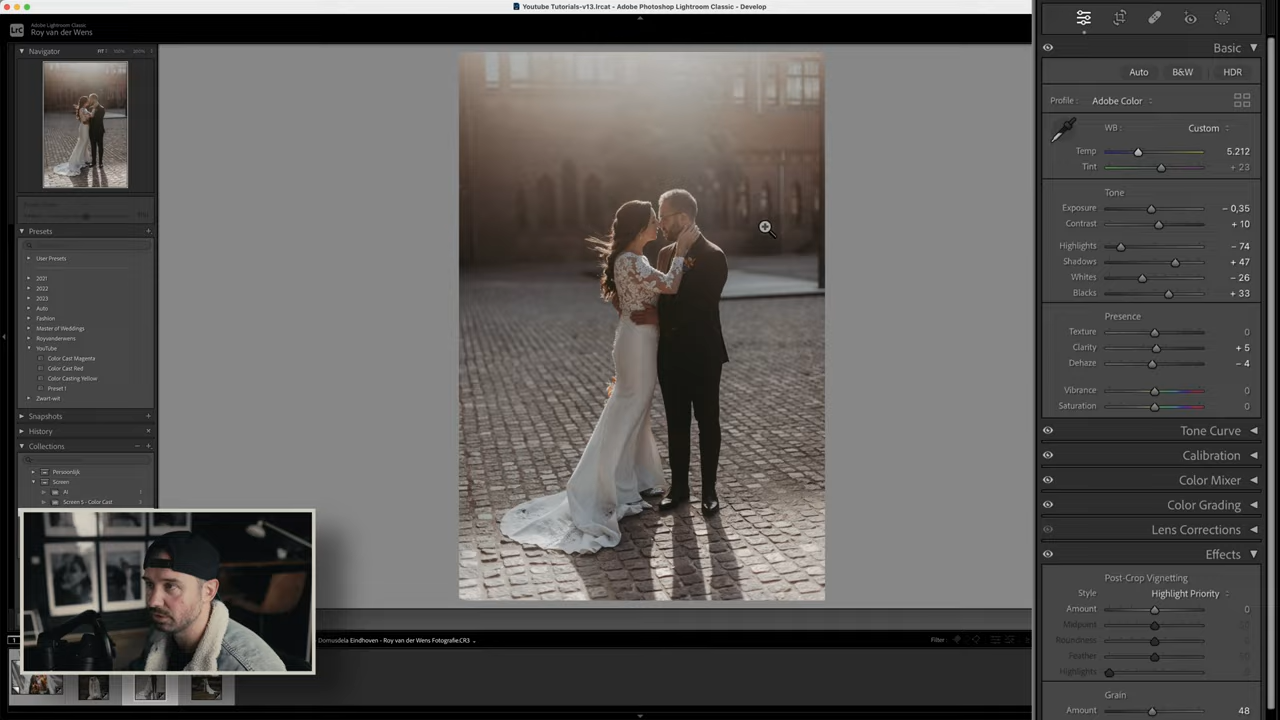 Youtube Tutorials-v13.lrcat - Adobe Photoshop Lightroom Classic - Develop
Lrc
Adobe Lightroom Classic
Roy van der Wens
Navigator
Presets
User Presets
2021
2022
2023
Auto
Fashion
Master of Weddings
Royvanderwens
YouTube
Color Cast Magenta
Color Cast Red
Color Casting Yellow
Preset 1
Zwart-wit
Snapshots
History
Collections
Persoonlijk
Screen
AI 1
Screen 5 - Color Cast
Domusdela Eindhoven - Roy van der Wens Fotografie.CR3
Filter :
Basic
Auto
B&W
HDR
Profile : Adobe Color
WB : Custom
Temp 5.212
Tint + 23
Tone
Exposure - 0,35
Contrast + 10
Highlights - 74
Shadows + 47
Whites - 26
Blacks + 33
Presence
Texture 0
Clarity + 5
Dehaze - 4
Vibrance 0
Saturation 0
Tone Curve
Calibration
Color Mixer
Color Grading
Lens Corrections
Effects
Post-Crop Vignetting
Style Highlight Priority
Amount 0
Midpoint
Roundness
Feather
Highlights
Grain
Amount 48